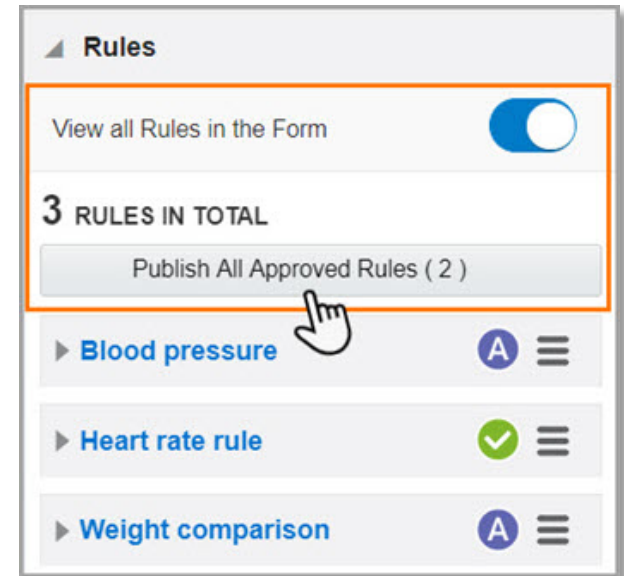 Rules
View all Rules in the Form
3 RULES IN TOTAL
Publish All Approved Rules ( 2 )
Blood pressure A
Heart rate rule
Weight comparison A